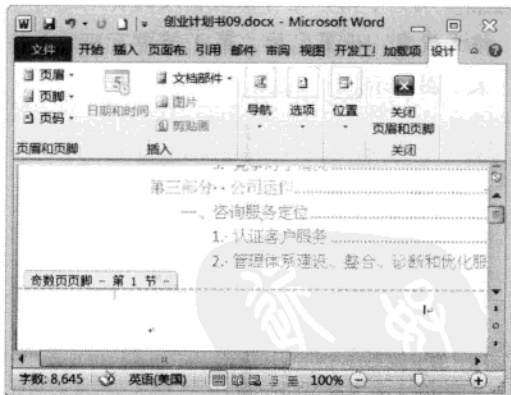 创业计划书09.docx - Microsoft Word
文件 开始 插入 页面布. 引用 邮件 审阅 视图 开发工! 加载项 设计
页眉
页脚
页码
日期和时间
文档部件
图片
剪贴画
导航
选项
位置
关闭
页眉和页脚
页眉和页脚 插入 关闭
第三部分 公司运作
一、咨询服务定位
1. 认证客户服务
2. 管理体系建设、整合、诊断和优化服
奇数页页脚 - 第 1 节 -
字数: 8,645 英语(美国) 100%